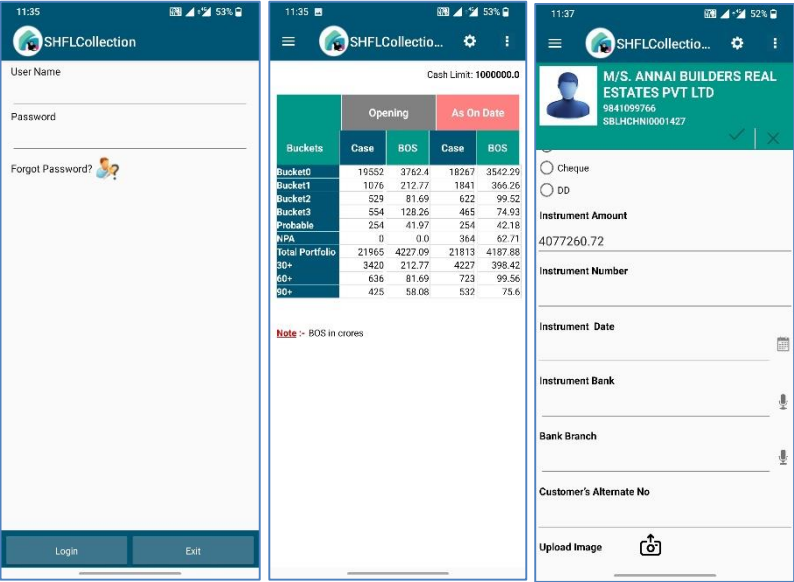 11:35
53%
SHFLCollection
User Name
Password
Forgot Password?
Login
Exit
11:35
53%
SHFLCollectio...
Cash Limit: 1000000.0
Opening
As On Date
Buckets Case BOS Case BOS
Bucket0 19552 3762.4 18267 3542.29
Bucket1 1076 212.77 1841 366.26
Bucket2 529 81.69 622 99.52
Bucket3 554 128.26 465 74.93
Probable 254 41.97 254 42.18
NPA 0 0.0 364 62.71
Total Portfolio 21965 4227.09 21813 4187.88
30+ 3420 212.77 4227 398.42
60+ 636 81.69 723 99.56
90+ 425 58.08 532 75.6
Note :- BOS in crores
11:37
52%
SHFLCollectio...
M/S. ANNAI BUILDERS REAL
ESTATES PVT LTD
9841099766
SBLHCHNI0001427
Cheque
DD
Instrument Amount
4077260.72
Instrument Number
Instrument Date
Instrument Bank
Bank Branch
Customer's Alternate No
Upload Image